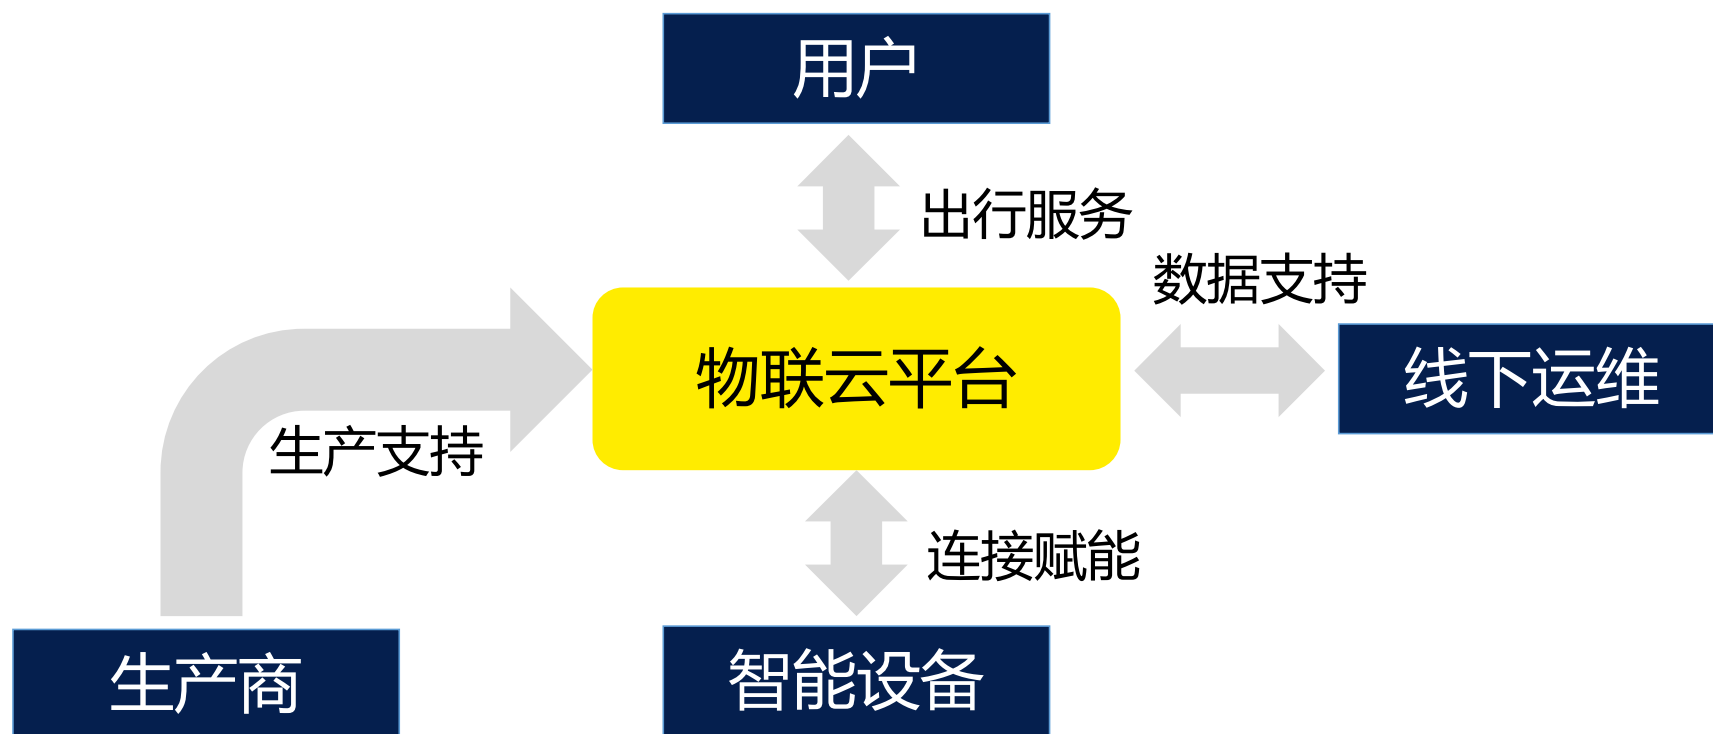 用户
出行服务
数据支持
物联云平台
线下运维
生产支持
连接赋能
生产商
智能设备